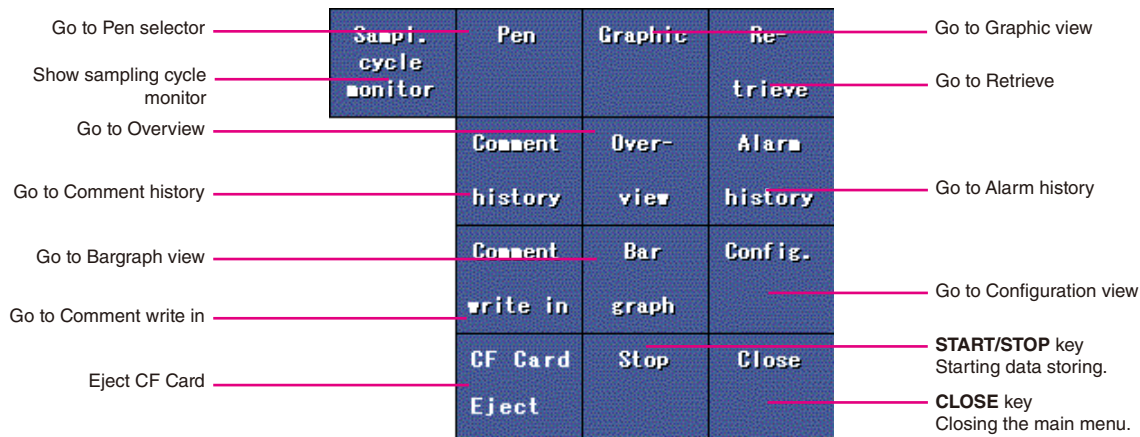 Go to Pen selector
Show sampling cycle
monitor
Go to Overview
Go to Comment history
Go to Bargraph view
Go to Comment write in
Eject CF Card
Sampl.
cycle
monitor
Pen
Graphic
Re-
trieve
Comment
history
Over-
view
Alarm
history
Comment
write in
Bar
graph
Config.
CF Card
Eject
Stop
Close
Go to Graphic view
Go to Retrieve
Go to Alarm history
Go to Configuration view
START/STOP key
Starting data storing.
CLOSE key
Closing the main menu.